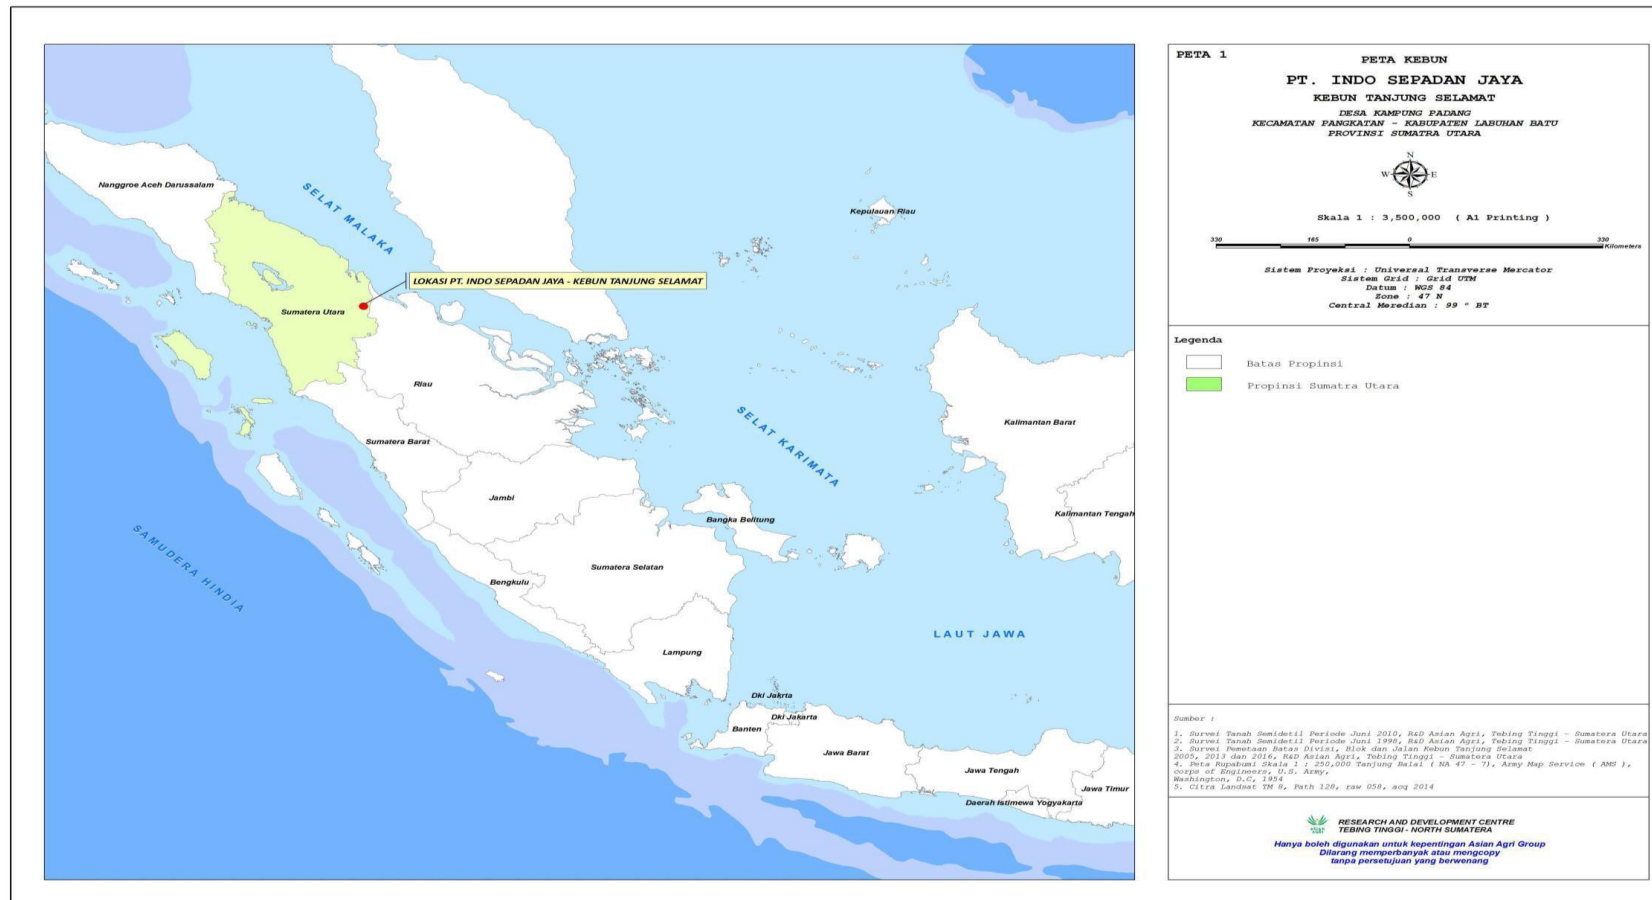 Nanggroe Aceh Darussalam
SELAT MALAKA
Kepulauan Riau
LOKASI PT. INDO SEPADAN JAYA - KEBUN TANJUNG SELAMAT
Sumatera Utara
Riau
SELAT KARIMATA
Kalimantan Barat
Sumatera Barat
Jambi
Kalimantan Tengah
Bangka Belitung
SAMUDERA HINDIA
Sumatera Selatan
Bengkulu
LAUT JAWA
Lampung
Dki Jakrta
Dki Jakarta
Banten
Jawa Barat
Jawa Tengah
Jawa Timur
Daerah Istimewa Yogyakarta
PETA 1
PETA KEBUN
PT. INDO SEPADAN JAYA
KEBUN TANJUNG SELAMAT
DESA KAMPUNG PADANG
KECAMATAN PANGKATAN - KABUPATEN LABUHAN BATU
PROVINSI SUMATRA UTARA
N
W E
S
Skala 1 : 3,500,000 ( A1 Printing )
330 165 0 330
Kilometers
Sistem Proyeksi : Universal Transverse Mercator
Sistem Grid : Grid UTM
Datum : WGS 84
Zone : 47 N
Central Meredian : 99 ° BT
Legenda
Batas Propinsi
Propinsi Sumatra Utara
Sumber :
1. Survei Tanah Semidetil Periode Juni 2010, R&D Asian Agri, Tebing Tinggi - Sumatera Utara
2. Survei Tanah Semidetil Periode Juni 1998, R&D Asian Agri, Tebing Tinggi - Sumatera Utara
3. Survei Pemetaan Batas Divisi, Blok dan Jalan Kebun Tanjung Selamat
2005, 2013 dan 2016, R&D Asian Agri, Tebing Tinggi - Sumatera Utara
4. Peta Rupabumi Skala 1 : 250,000 Tanjung Balai ( NA 47 - 7), Army Map Service ( AMS ),
corps of Engineers, U.S. Army,
Washington, D.C, 1954
5. Citra Landsat TM 8, Path 128, raw 058, acq 2014
asian agri
RESEARCH AND DEVELOPMENT CENTRE
TEBING TINGGI - NORTH SUMATERA
Hanya boleh digunakan untuk kepentingan Asian Agri Group
Dilarang memperbanyak atau mengcopy
tanpa persetujuan yang berwenang